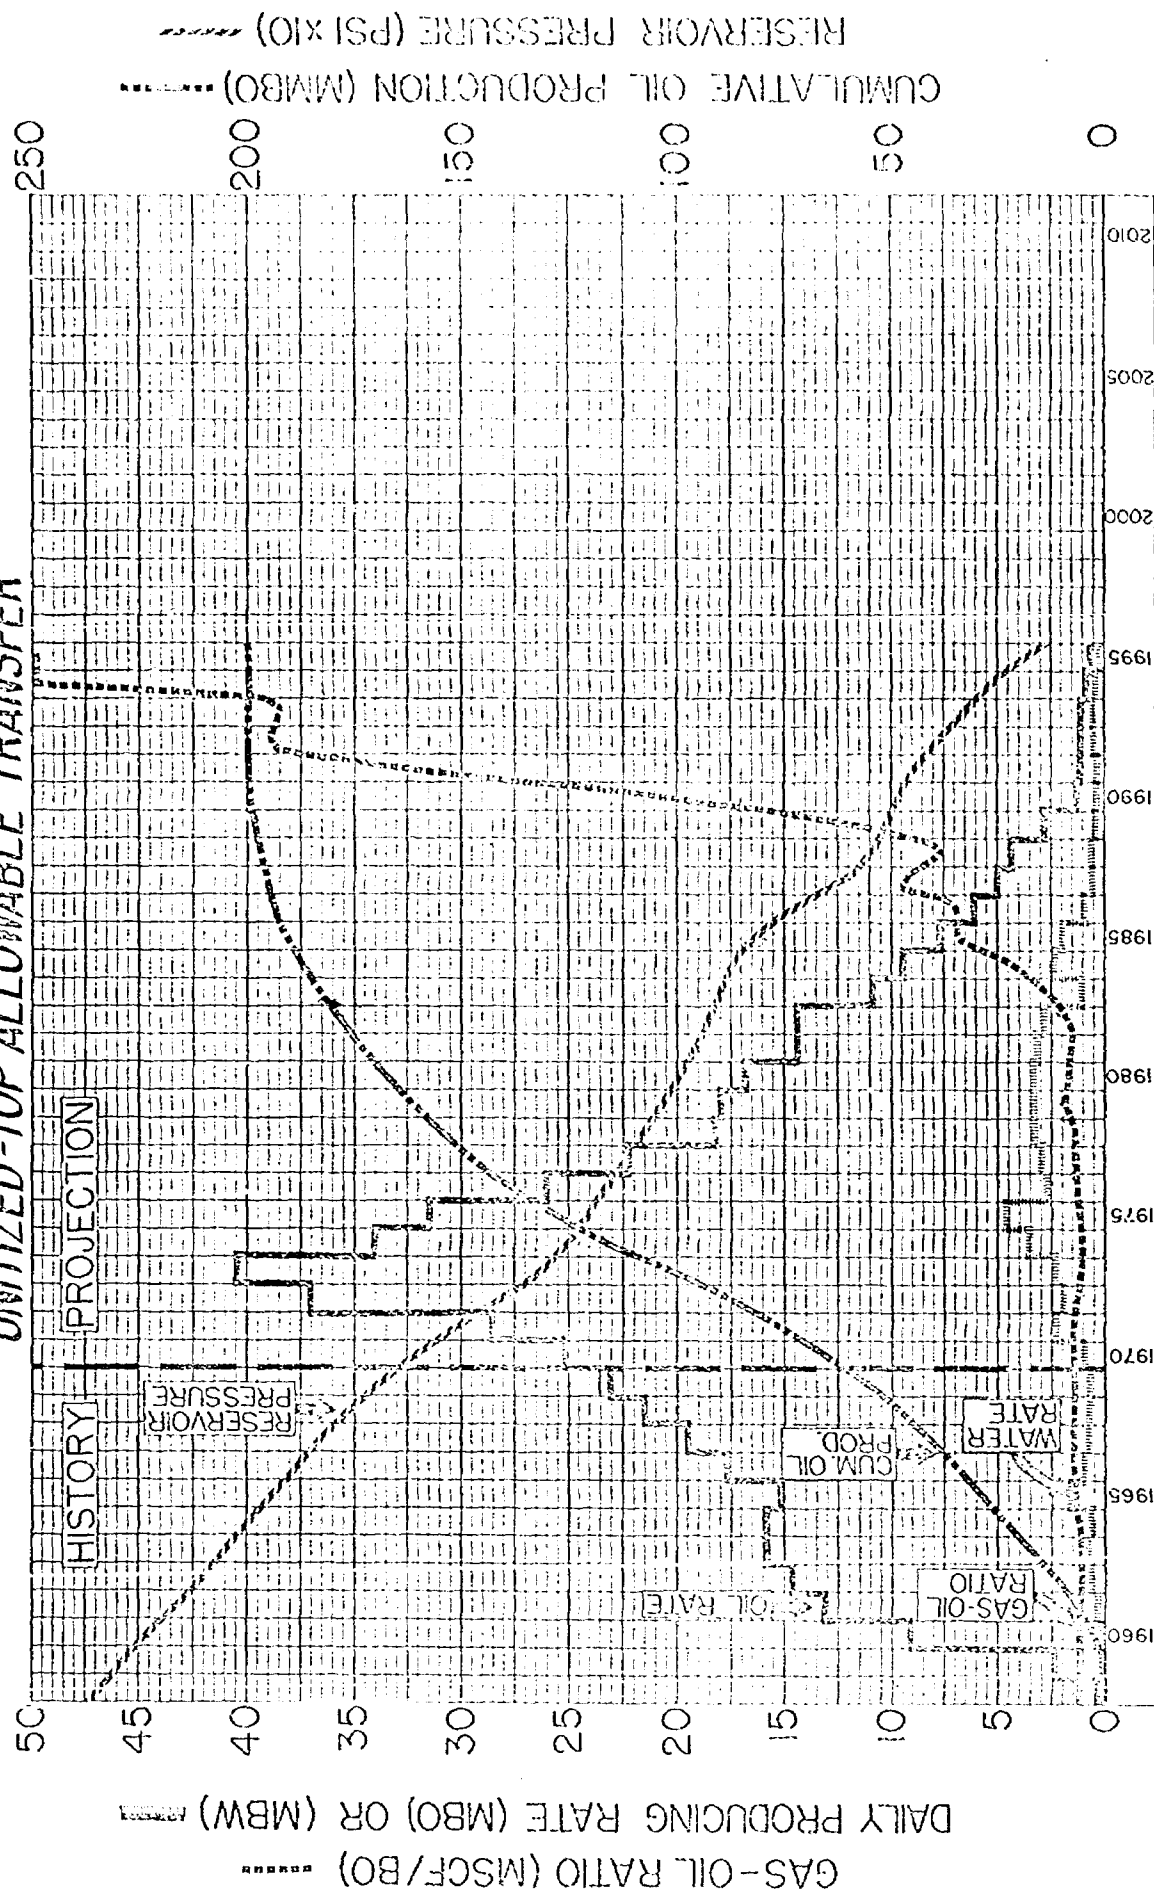 UNITIZED-TOP ALLOWABLE TRANSFER
HISTORY
PROJECTION
GAS-OIL RATIO (MSCF/BO)
DAILY PRODUCING RATE (MBO) OR (MBW)
50
45
40
35
30
25
20
15
10
5
0
RESERVOIR
PRESSURE
OIL RATE
CUM. OIL
PROD
GAS-OIL
RATIO
WATER
RATE
1960
1965
1970
1975
1980
1985
1990
1995
2000
2005
2010
250
200
150
100
50
0
CUMULATIVE OIL PRODUCTION (MMBO)
RESERVOIR PRESSURE (PSI x10)